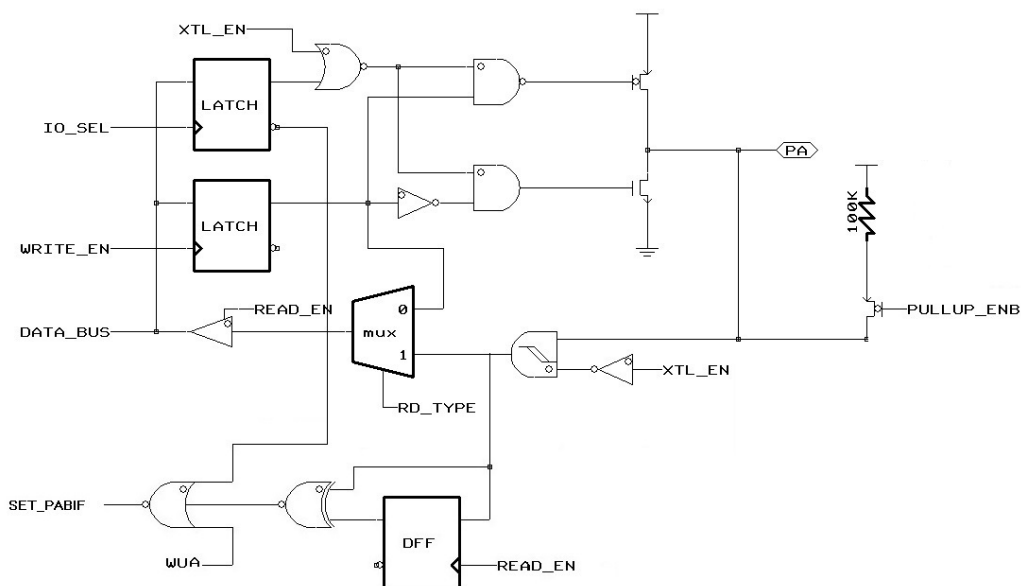 XTL_EN
LATCH
IO_SEL
PA
100K
LATCH
WRITE_EN
READ_EN
0
PULLUP_ENB
DATA_BUS
mux
1
XTL_EN
RD_TYPE
SET_PABIF
DFF
WUA
READ_EN